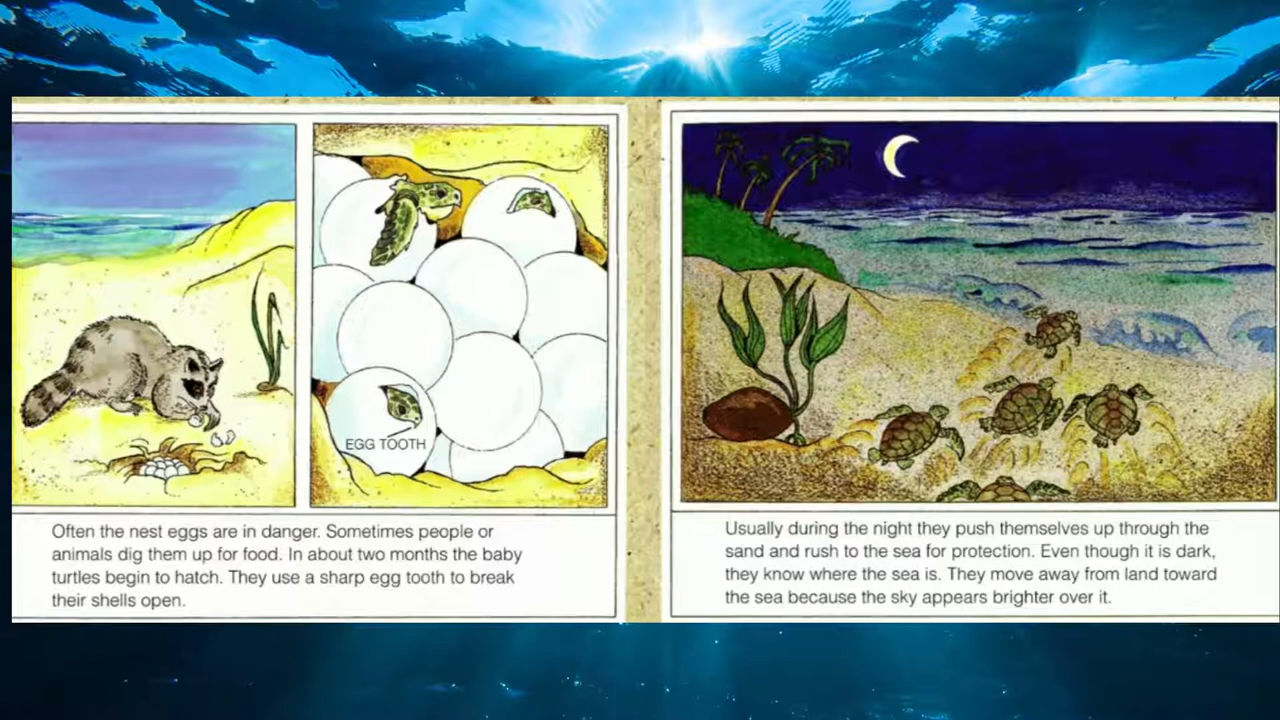 EGG TOOTH
Often the nest eggs are in danger. Sometimes people or
animals dig them up for food. In about two months the baby
turtles begin to hatch. They use a sharp egg tooth to break
their shells open.
Usually during the night they push themselves up through the
sand and rush to the sea for protection. Even though it is dark,
they know where the sea is. They move away from land toward
the sea because the sky appears brighter over it.